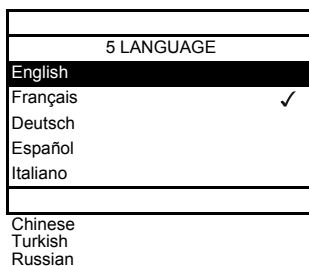 5 LANGUAGE
English
Français ✓
Deutsch
Español
Italiano
Chinese
Turkish
Russian